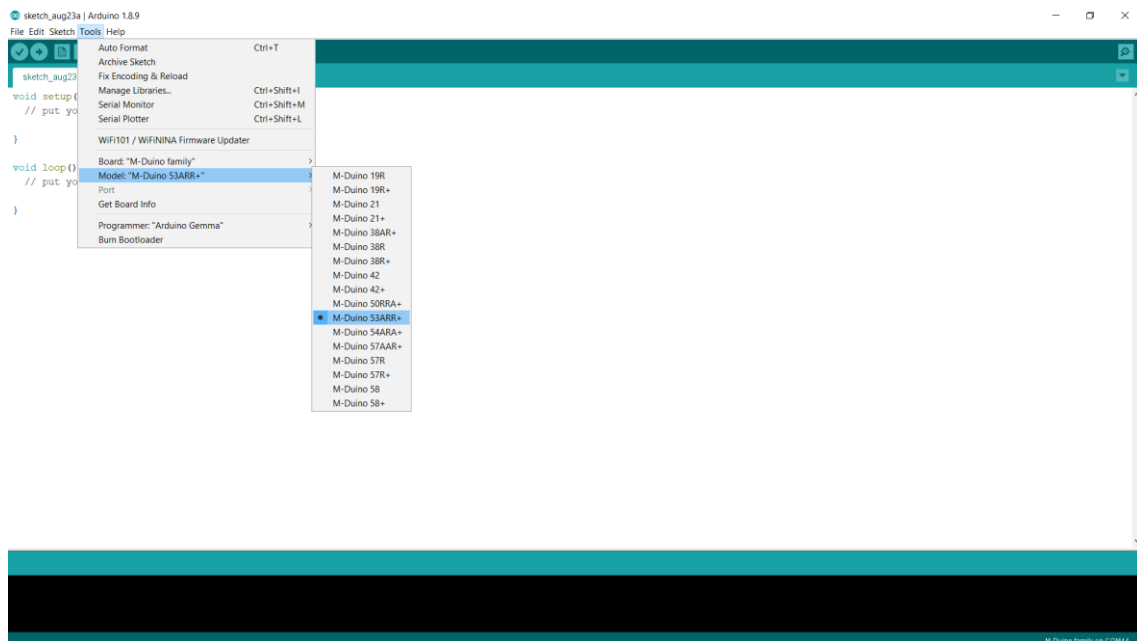 sketch_aug23a | Arduino 1.8.9
File Edit Sketch Tools Help
sketch_aug23
void setup(
// put yo
}
void loop()
// put yo
}
Auto Format Ctrl+T
Archive Sketch
Fix Encoding & Reload
Manage Libraries... Ctrl+Shift+I
Serial Monitor Ctrl+Shift+M
Serial Plotter Ctrl+Shift+L
WiFi101 / WiFiNINA Firmware Updater
Board: "M-Duino family"
Model: "M-Duino 53ARR+"
Port
Get Board Info
Programmer: "Arduino Gemma"
Burn Bootloader
M-Duino 19R
M-Duino 19R+
M-Duino 21
M-Duino 21+
M-Duino 38AR+
M-Duino 38R
M-Duino 38R+
M-Duino 42
M-Duino 42+
M-Duino 50RRA+
M-Duino 53ARR+
M-Duino 54ARA+
M-Duino 57AAR+
M-Duino 57R
M-Duino 57R+
M-Duino 58
M-Duino 58+
M-Duino family on